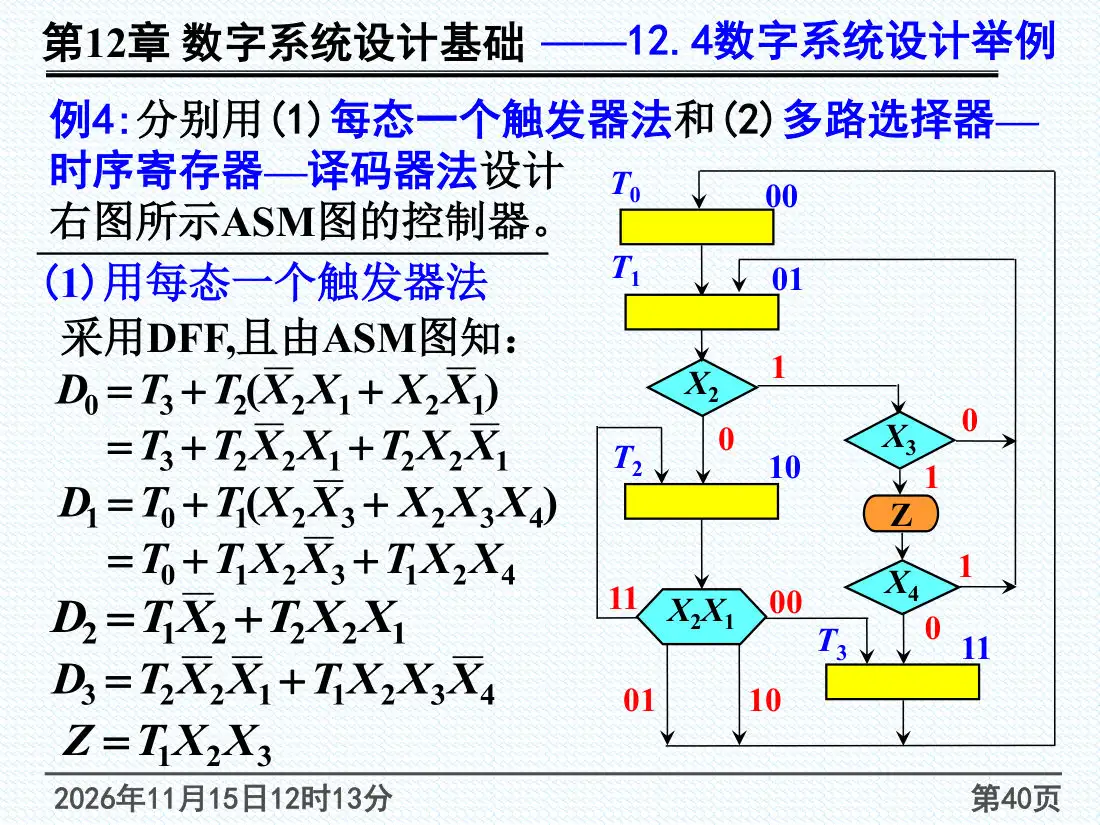 第12章 数字系统设计基础 ——12.4数字系统设计举例
例4:分别用(1)每态一个触发器法和(2)多路选择器—
时序寄存器—译码器法设计
右图所示ASM图的控制器。
(1)用每态一个触发器法
采用DFF,且由ASM图知：
D₀ = T₃ + T₂(X̅₂X₁ + X₂X̅₁)
= T₃ + T₂X̅₂X₁ + T₂X₂X̅₁
D₁ = T₀ + T₁(X₂X̅₃ + X₂X₃X₄)
= T₀ + T₁X₂X̅₃ + T₁X₂X₄
D₂ = T₁X̅₂ + T₂X₂X₁
D₃ = T₂X̅₂X̅₁ + T₁X₂X₃X̅₄
Z = T₁X₂X₃
T₀ 00
T₁ 01
X₂ 1
0
X₃ 0
1
T₂ 10
Z
X₄ 1
0
11 X₂X₁ 00
T₃ 11
01 10
2026年11月15日12时13分
第40页